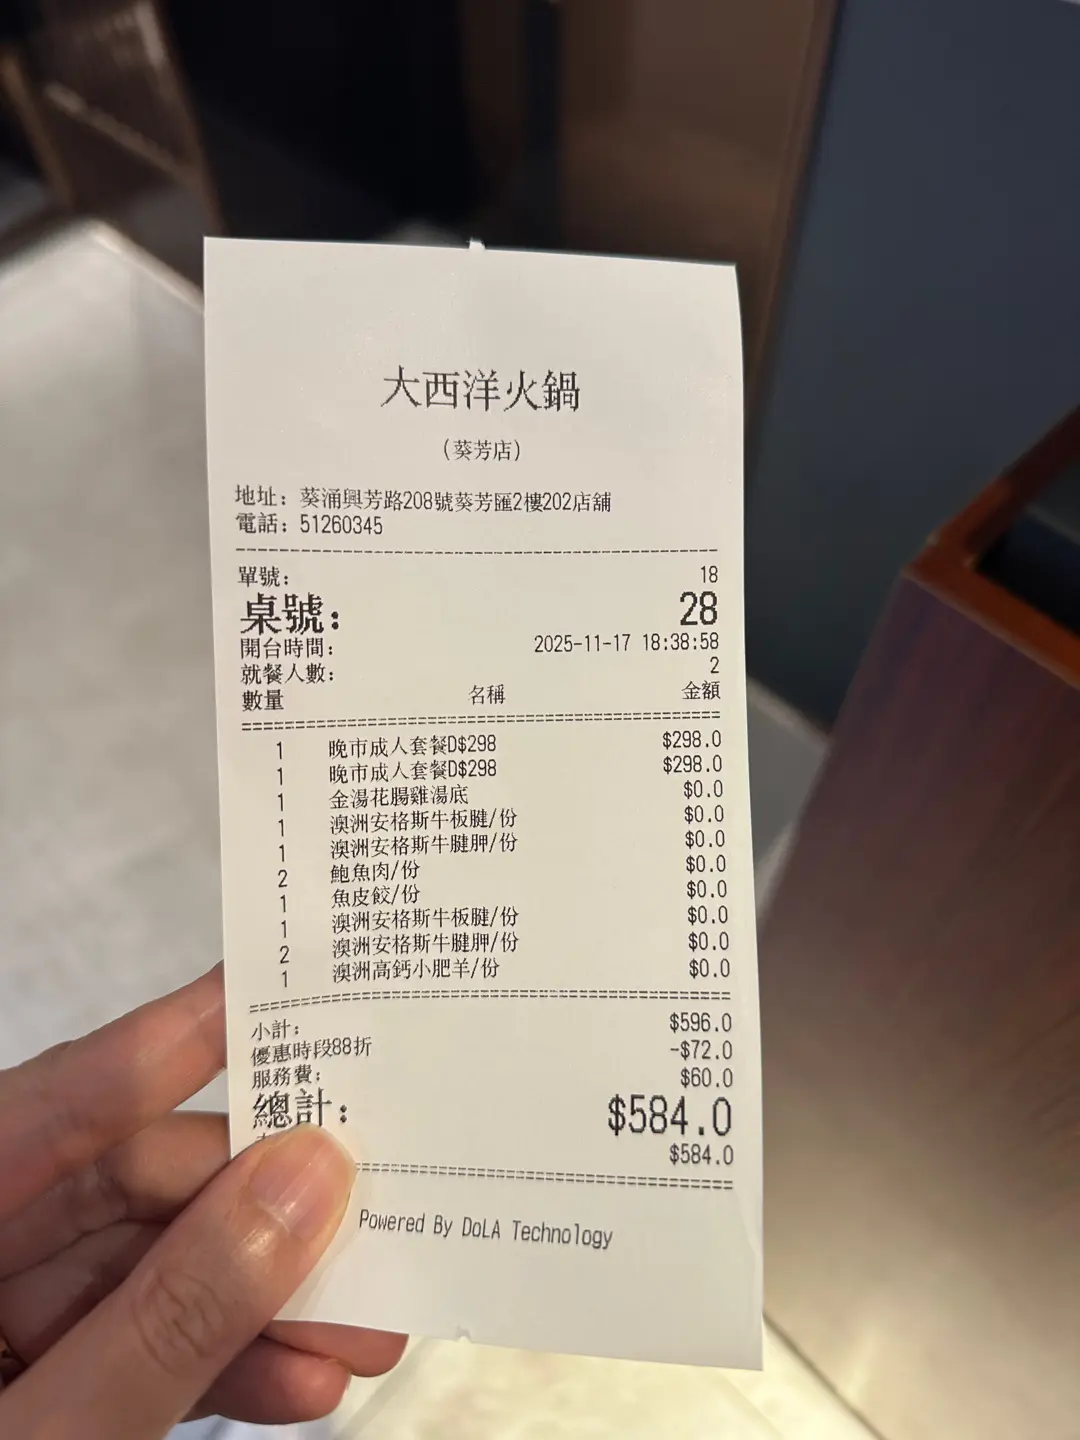 大西洋火鍋
(葵芳店)
地址: 葵涌興芳路208號葵芳匯2樓202店舖
電話: 51260345
單號: 18
桌號: 28
開台時間: 2025-11-17 18:38:58
就餐人數: 2
數量 名稱 金額
1 晚市成人套餐D$298 $298.0
1 晚市成人套餐D$298 $298.0
1 金湯花膓雞湯底 $0.0
1 澳洲安格斯牛板腱/份 $0.0
1 澳洲安格斯牛腱胛/份 $0.0
2 鮑魚肉/份 $0.0
1 魚皮餃/份 $0.0
1 澳洲安格斯牛板腱/份 $0.0
2 澳洲安格斯牛腱胛/份 $0.0
1 澳洲高鈣小肥羊/份 $0.0
小計: $596.0
優惠時段88折 -$72.0
服務費: $60.0
總計: $584.0
$584.0
Powered By DoLA Technology